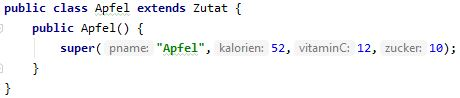 public class Apfel extends Zutat {
public Apfel() {
super( pname: "Apfel", kalorien: 52, vitaminC: 12, zucker: 10);
}
}